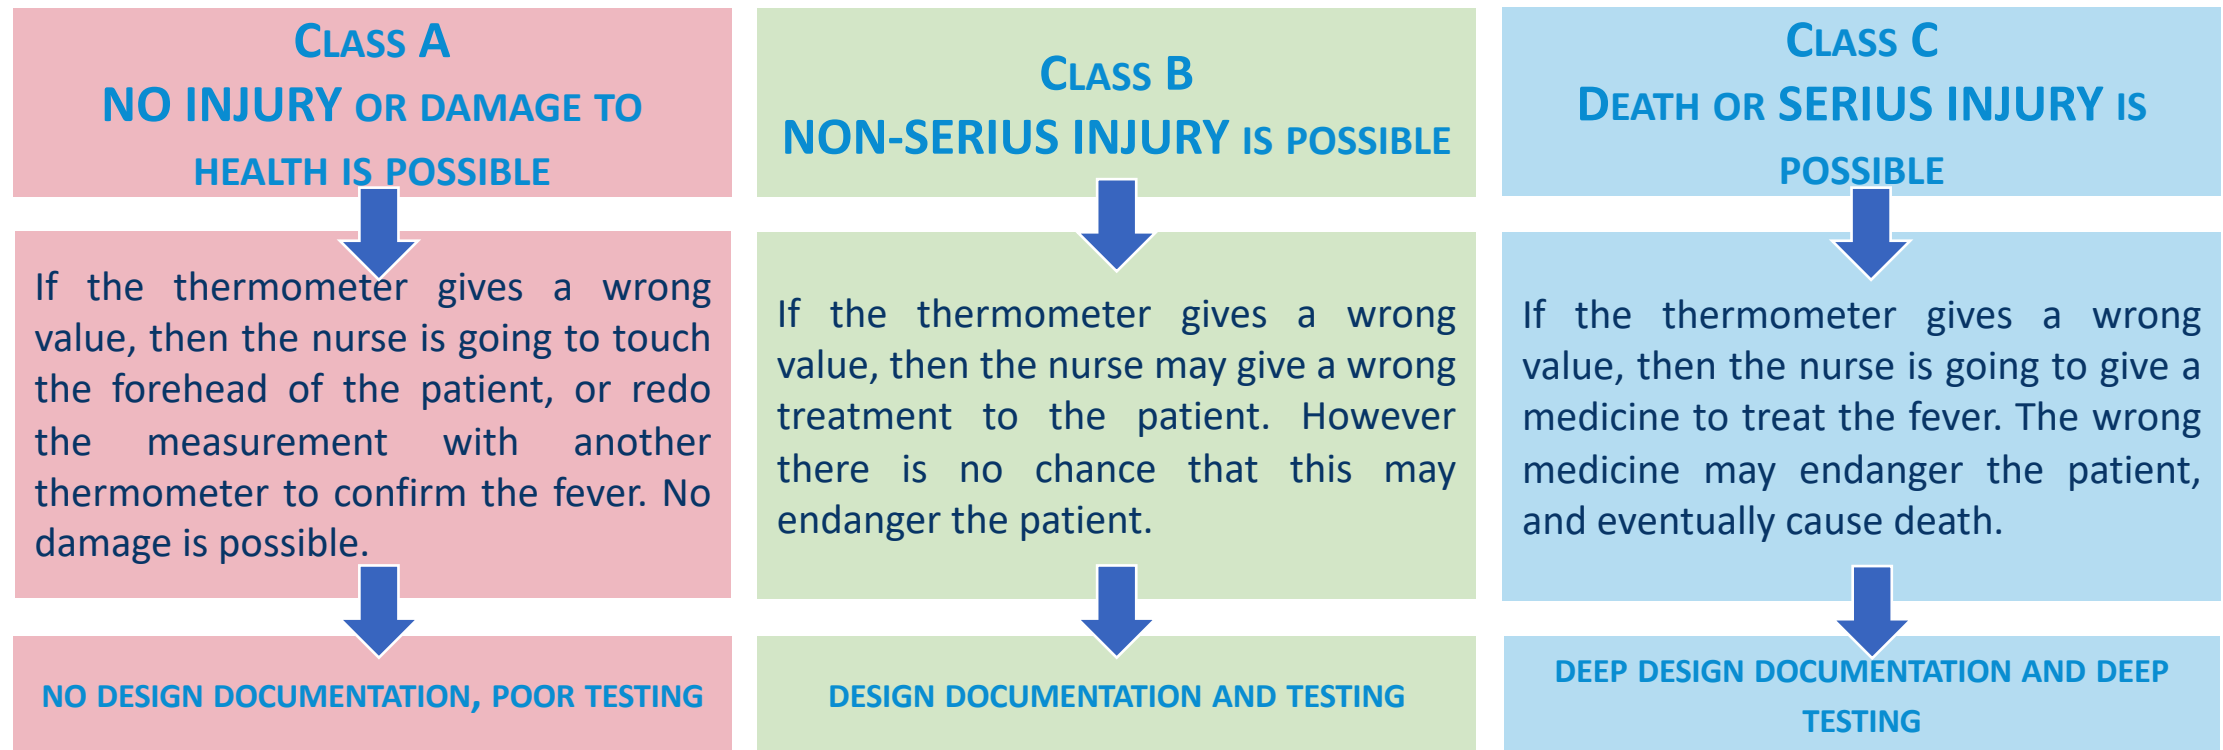 CLASS A
NO INJURY OR DAMAGE TO
HEALTH IS POSSIBLE
If the thermometer gives a wrong
value, then the nurse is going to touch
the forehead of the patient, or redo
the measurement with another
thermometer to confirm the fever. No
damage is possible.
NO DESIGN DOCUMENTATION, POOR TESTING
CLASS B
NON-SERIUS INJURY IS POSSIBLE
If the thermometer gives a wrong
value, then the nurse may give a wrong
treatment to the patient. However
there is no chance that this may
endanger the patient.
DESIGN DOCUMENTATION AND TESTING
CLASS C
DEATH OR SERIUS INJURY IS
POSSIBLE
If the thermometer gives a wrong
value, then the nurse is going to give a
medicine to treat the fever. The wrong
medicine may endanger the patient,
and eventually cause death.
DEEP DESIGN DOCUMENTATION AND DEEP
TESTING